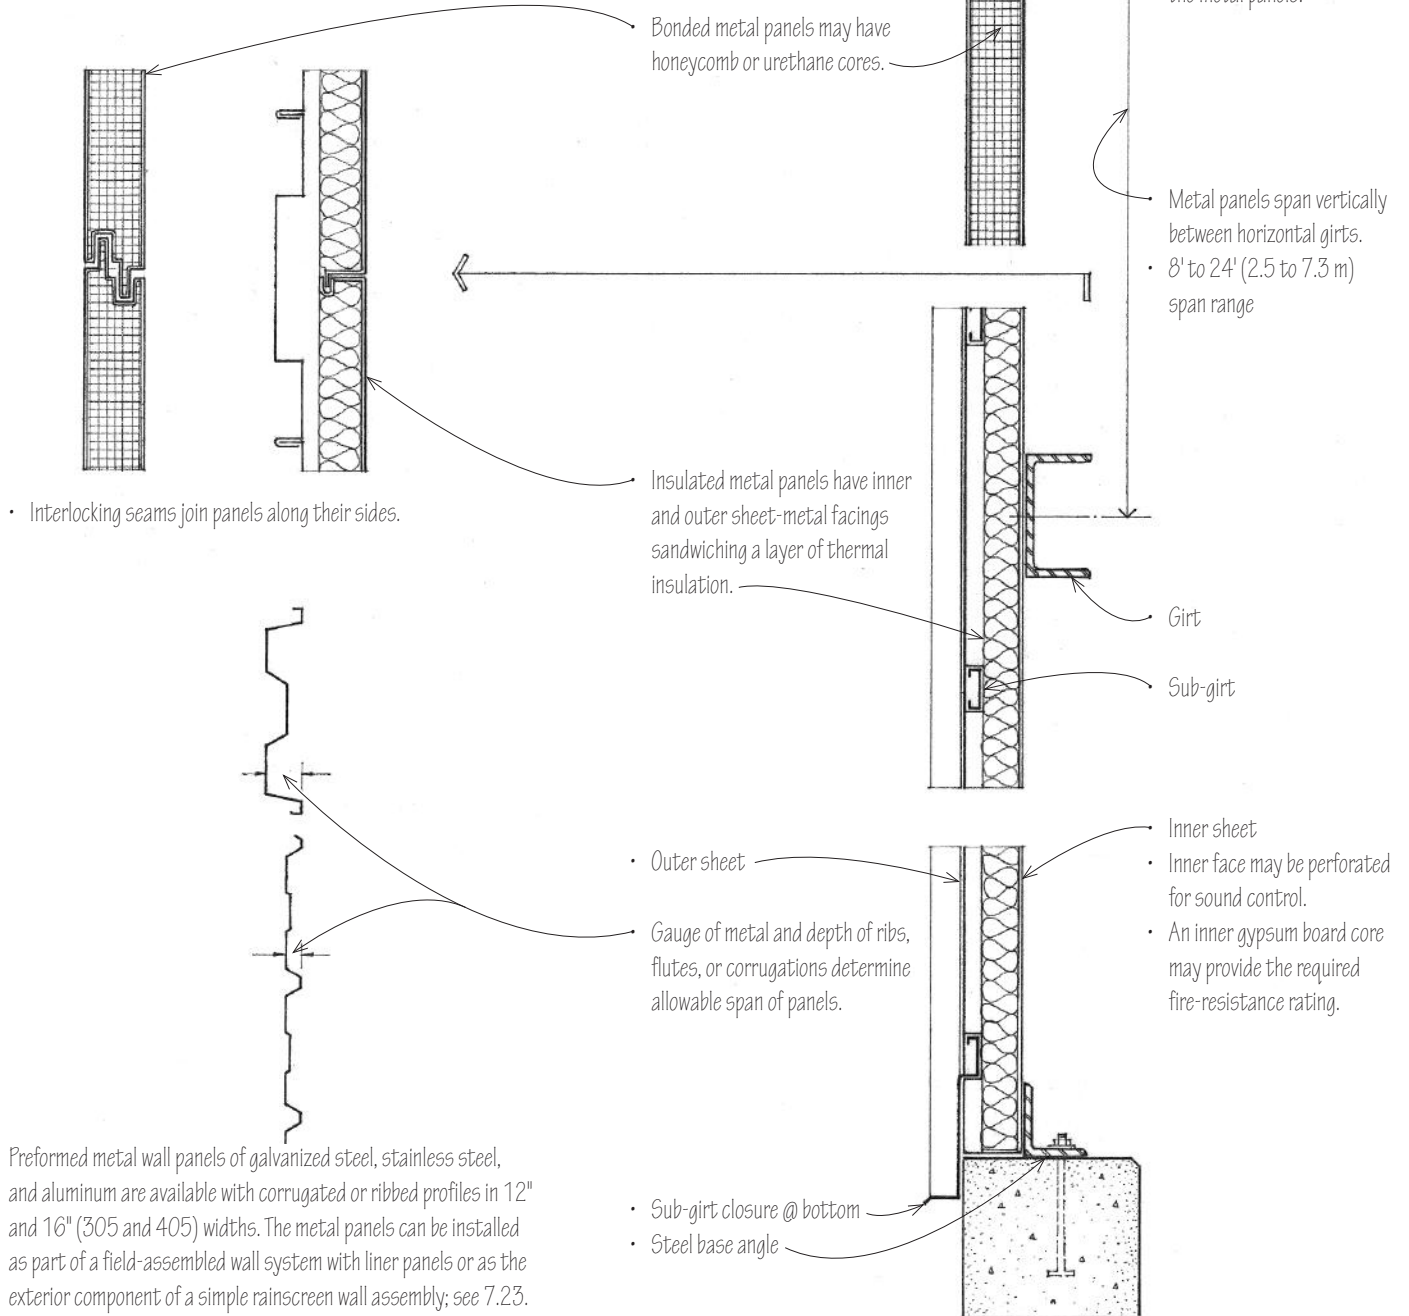 the metal panels.
• Bonded metal panels may have
honeycomb or urethane cores.
• Metal panels span vertically
between horizontal girts.
• 8' to 24' (2.5 to 7.3 m)
span range
• Interlocking seams join panels along their sides.
• Insulated metal panels have inner
and outer sheet-metal facings
sandwiching a layer of thermal
insulation.
• Girt
• Sub-girt
• Outer sheet
• Gauge of metal and depth of ribs,
flutes, or corrugations determine
allowable span of panels.
• Inner sheet
• Inner face may be perforated
for sound control.
• An inner gypsum board core
may provide the required
fire-resistance rating.
Preformed metal wall panels of galvanized steel, stainless steel,
and aluminum are available with corrugated or ribbed profiles in 12"
and 16" (305 and 405) widths. The metal panels can be installed
as part of a field-assembled wall system with liner panels or as the
exterior component of a simple rainscreen wall assembly; see 7.23.
• Sub-girt closure @ bottom
• Steel base angle